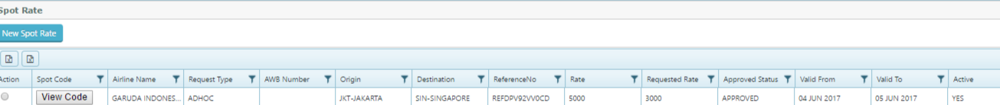 Spot Rate
New Spot Rate
Action Spot Code Airline Name Request Type AWB Number Origin Destination ReferenceNo Rate Requested Rate Approved Status Valid From Valid To Active
View Code GARUDA INDONES... ADHOC JKT-JAKARTA SIN-SINGAPORE REFDPV92VV0CD 5000 3000 APPROVED 04 JUN 2017 05 JUN 2017 YES